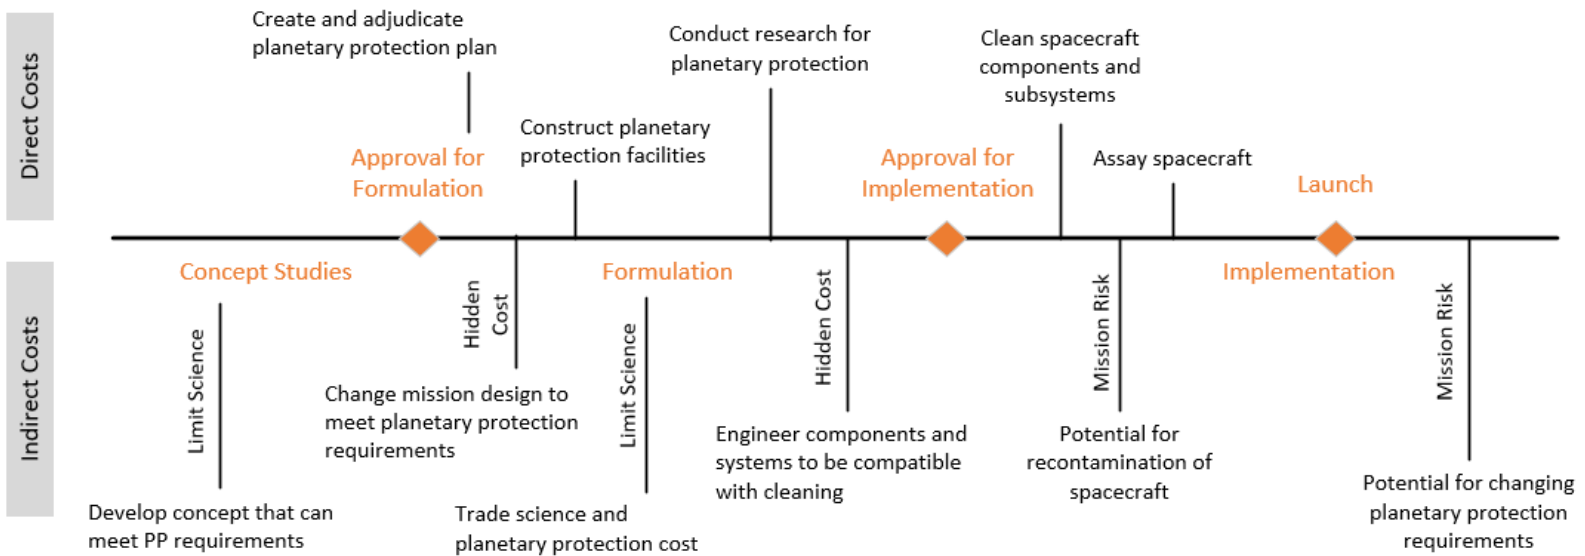 Direct Costs
Create and adjudicate
planetary protection plan
Approval for
Formulation
Construct planetary
protection facilities
Conduct research for
planetary protection
Approval for
Implementation
Clean spacecraft
components and
subsystems
Assay spacecraft
Launch
Indirect Costs
Concept Studies
Limit Science
Develop concept that can
meet PP requirements
Hidden
Cost
Change mission design to
meet planetary protection
requirements
Formulation
Limit Science
Trade science and
planetary protection cost
Hidden Cost
Engineer components and
systems to be compatible
with cleaning
Mission Risk
Potential for
recontamination of
spacecraft
Implementation
Mission Risk
Potential for changing
planetary protection
requirements